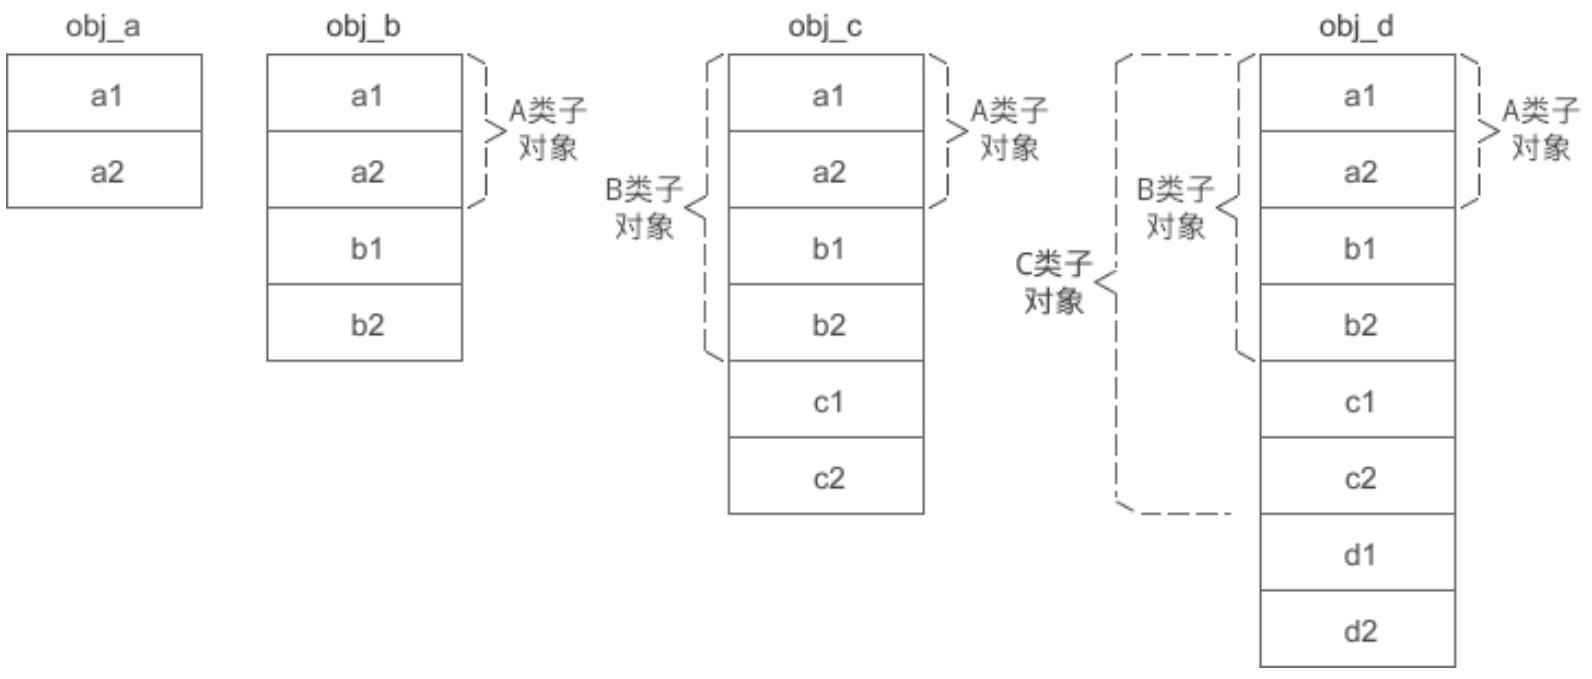 obj_a
a1
a2
obj_b
a1
a2
b1
b2
A类子
对象
obj_c
a1
a2
b1
b2
c1
c2
B类子
对象
A类子
对象
obj_d
a1
a2
b1
b2
c1
c2
d1
d2
C类子
对象
B类子
对象
A类子
对象